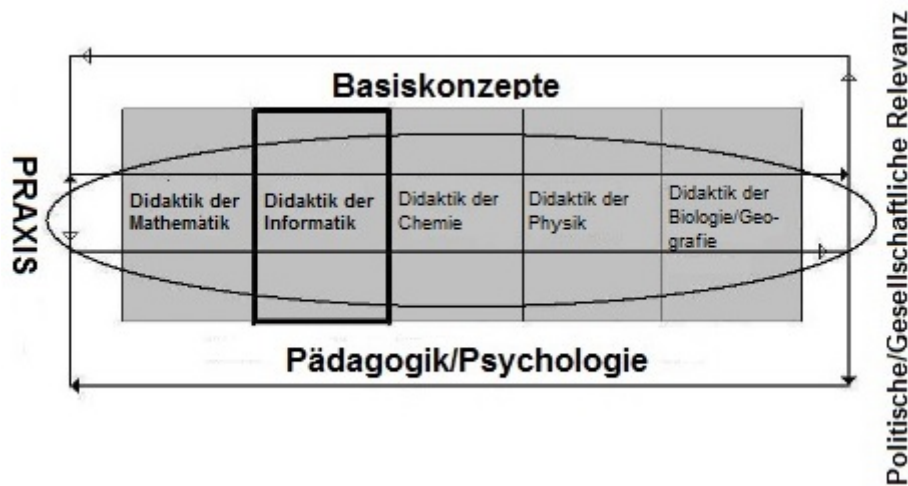 Basiskonzepte
PRAXIS
Didaktik der
Mathematik
Didaktik der
Informatik
Didaktik der
Chemie
Didaktik der
Physik
Didaktik der
Biologie/Geo-
grafie
Pädagogik/Psychologie
Politische/Gesellschaftliche Relevanz